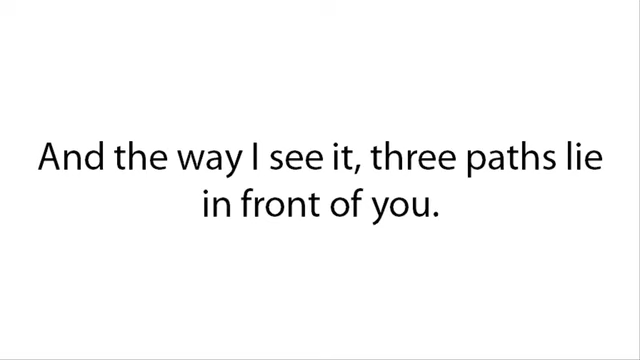 And the way I see it, three paths lie
in front of you.